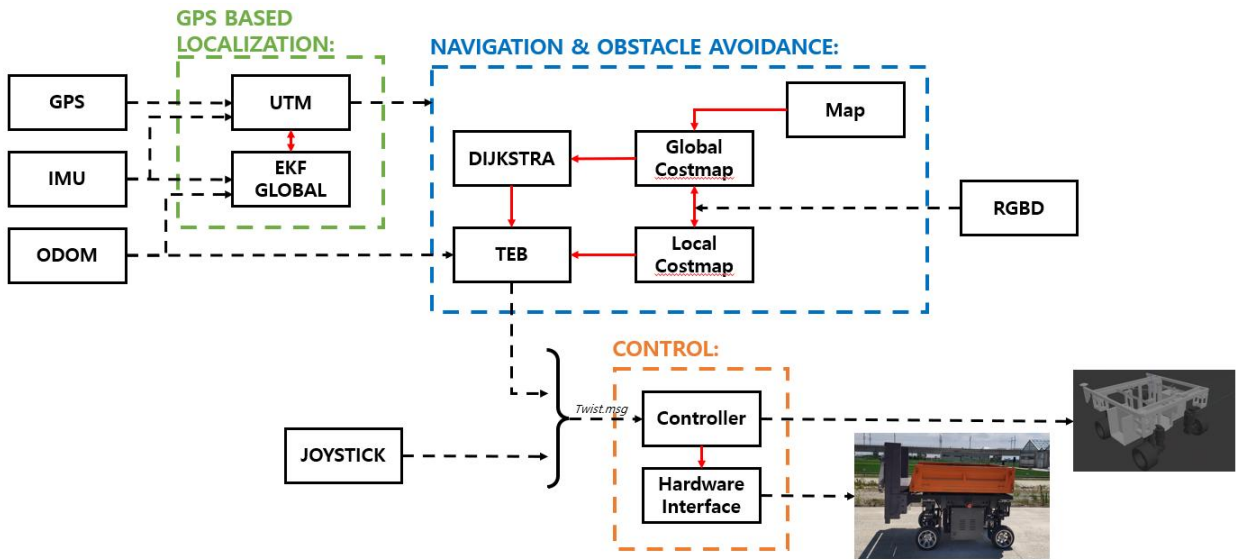 GPS BASED
LOCALIZATION:
NAVIGATION & OBSTACLE AVOIDANCE:
GPS
UTM
Map
IMU
EKF
GLOBAL
DIJKSTRA
Global
Costmap
RGBD
ODOM
TEB
Local
Costmap
CONTROL:
Twist.msg
Controller
JOYSTICK
Hardware
Interface